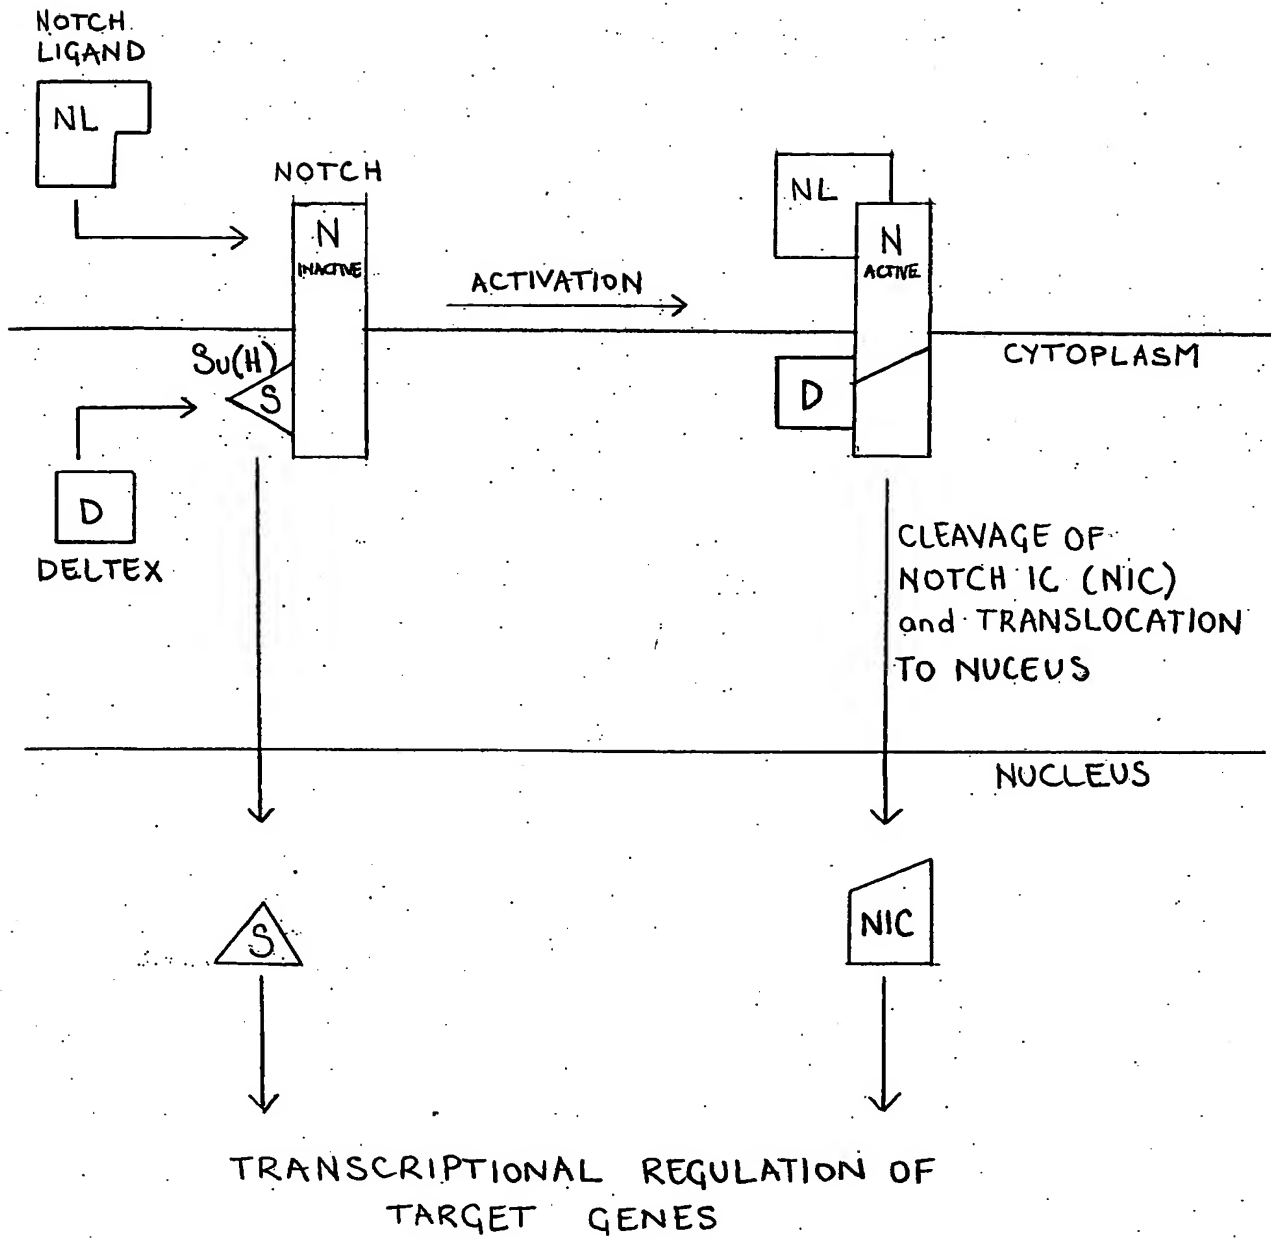 NOTCH
LIGAND
NL
NOTCH
N
INACTIVE
ACTIVATION
NL
N
ACTIVE
Su(H)
S
D
DELTEX
D
CYTOPLASM
CLEAVAGE OF
NOTCH IC (NIC)
and TRANSLOCATION
TO NUCEUS
NUCLEUS
S
NIC
TRANSCRIPTIONAL REGULATION OF
TARGET GENES